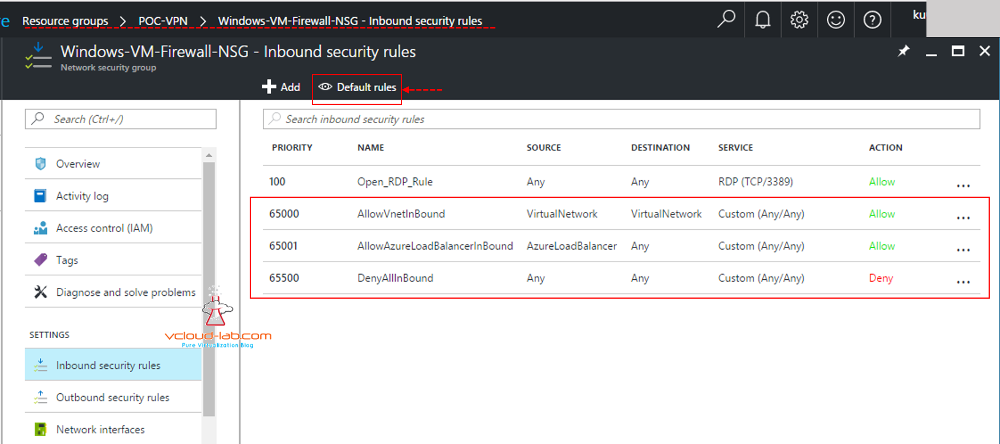 e Resource groups > POC-VPN > Windows-VM-Firewall-NSG - Inbound security rules ku
Windows-VM-Firewall-NSG - Inbound security rules
Network security group
Add Default rules
Search (Ctrl+/) Search inbound security rules
PRIORITY NAME SOURCE DESTINATION SERVICE ACTION
Overview
100 Open_RDP_Rule Any Any RDP (TCP/3389) Allow ...
Activity log
65000 AllowVnetInBound VirtualNetwork VirtualNetwork Custom (Any/Any) Allow ...
Access control (IAM)
65001 AllowAzureLoadBalancerInBound AzureLoadBalancer Any Custom (Any/Any) Allow ...
Tags
65500 DenyAllInBound Any Any Custom (Any/Any) Deny ...
Diagnose and solve problems
SETTINGS
vcloud-lab.com
Pure Virtualization Blog
Inbound security rules
Outbound security rules
Network interfaces